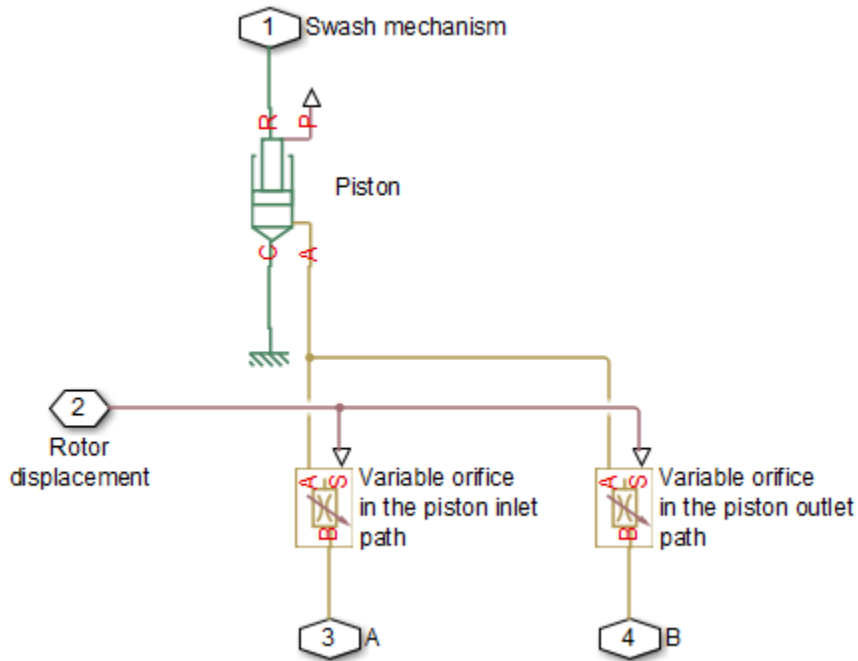 1 Swash mechanism
R P
Piston
C A
2
Rotor
displacement
A S Variable orifice
in the piston inlet
B path
A S Variable orifice
in the piston outlet
B path
3 A
4 B